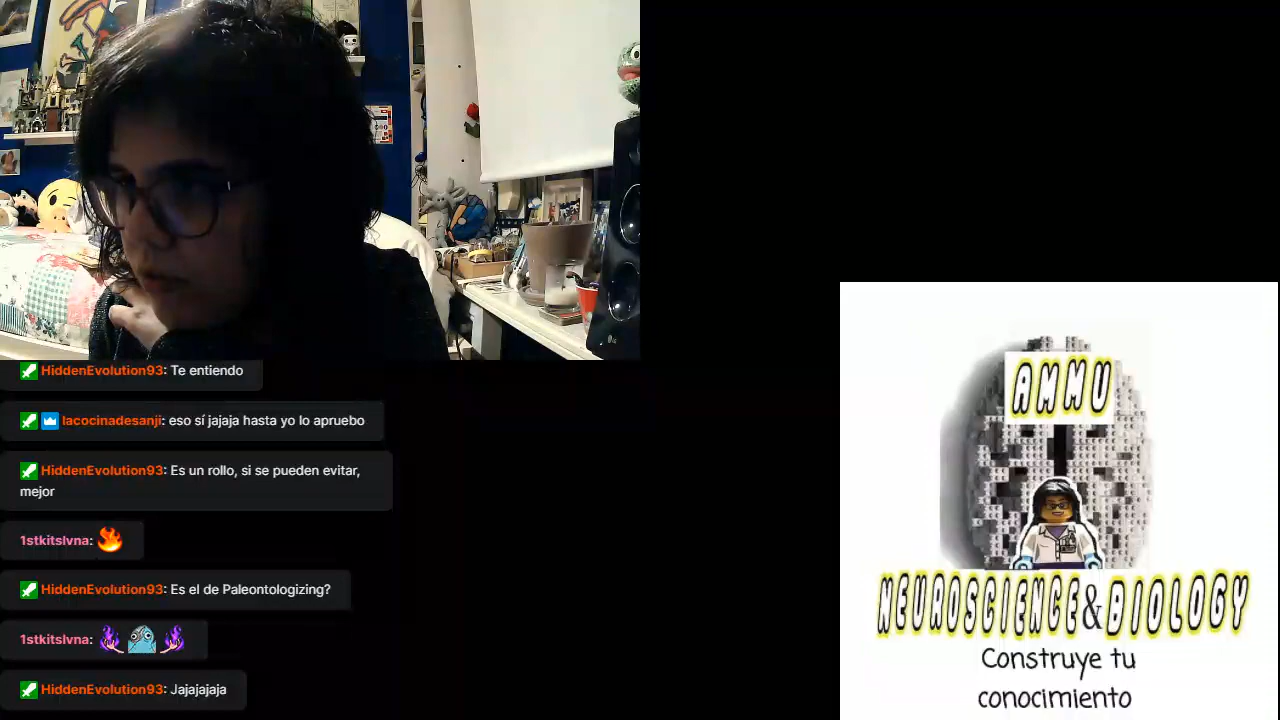 HiddenEvolution93: Te entiendo
lacocinadesanji: eso sí jajaja hasta yo lo apruebo
HiddenEvolution93: Es un rollo, si se pueden evitar,
mejor
1stkitslvna:
HiddenEvolution93: Es el de Paleontologizing?
1stkitslvna:
HiddenEvolution93: Jajajajaja
AMMU
NEUROSCIENCE&BIOLOGY
Construye tu
conocimiento